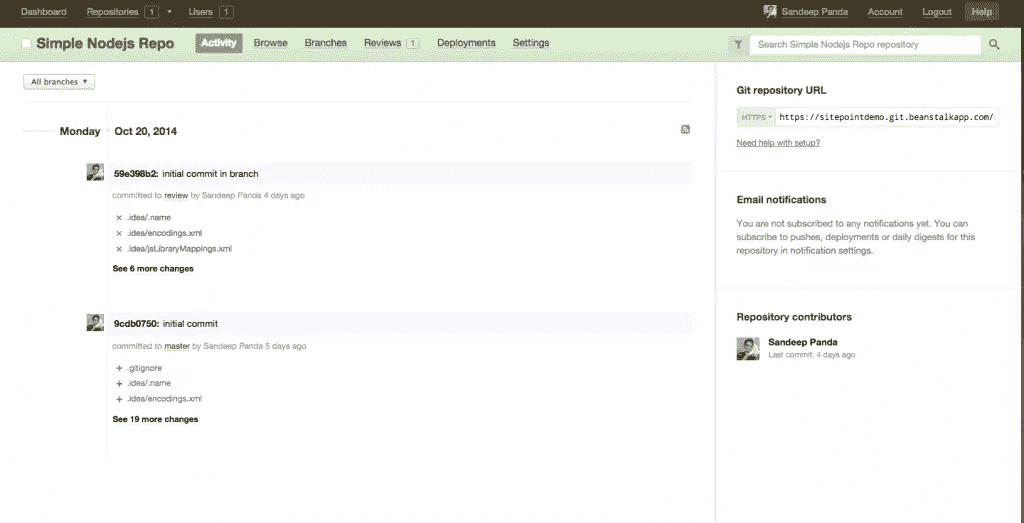 Dashboard Repositories 1 ▾ Users 1 Sandeep Panda Account Logout Help
Simple Nodejs Repo Activity Browse Branches Reviews 1 Deployments Settings Search Simple Nodejs Repo repository
All branches ▾
Monday Oct 20, 2014
59e398b2: initial commit in branch
committed to review by Sandeep Panda 4 days ago
× .idea/.name
× .idea/encodings.xml
× .idea/jsLibraryMappings.xml
See 6 more changes
9cdb0750: initial commit
committed to master by Sandeep Panda 5 days ago
+ .gitignore
+ .idea/.name
+ .idea/encodings.xml
See 19 more changes
Git repository URL
HTTPS ▾ https://sitepointdemo.git.beanstalkapp.com/
Need help with setup?
Email notifications
You are not subscribed to any notifications yet. You can
subscribe to pushes, deployments or daily digests for this
repository in notification settings.
Repository contributors
Sandeep Panda
Last commit: 4 days ago